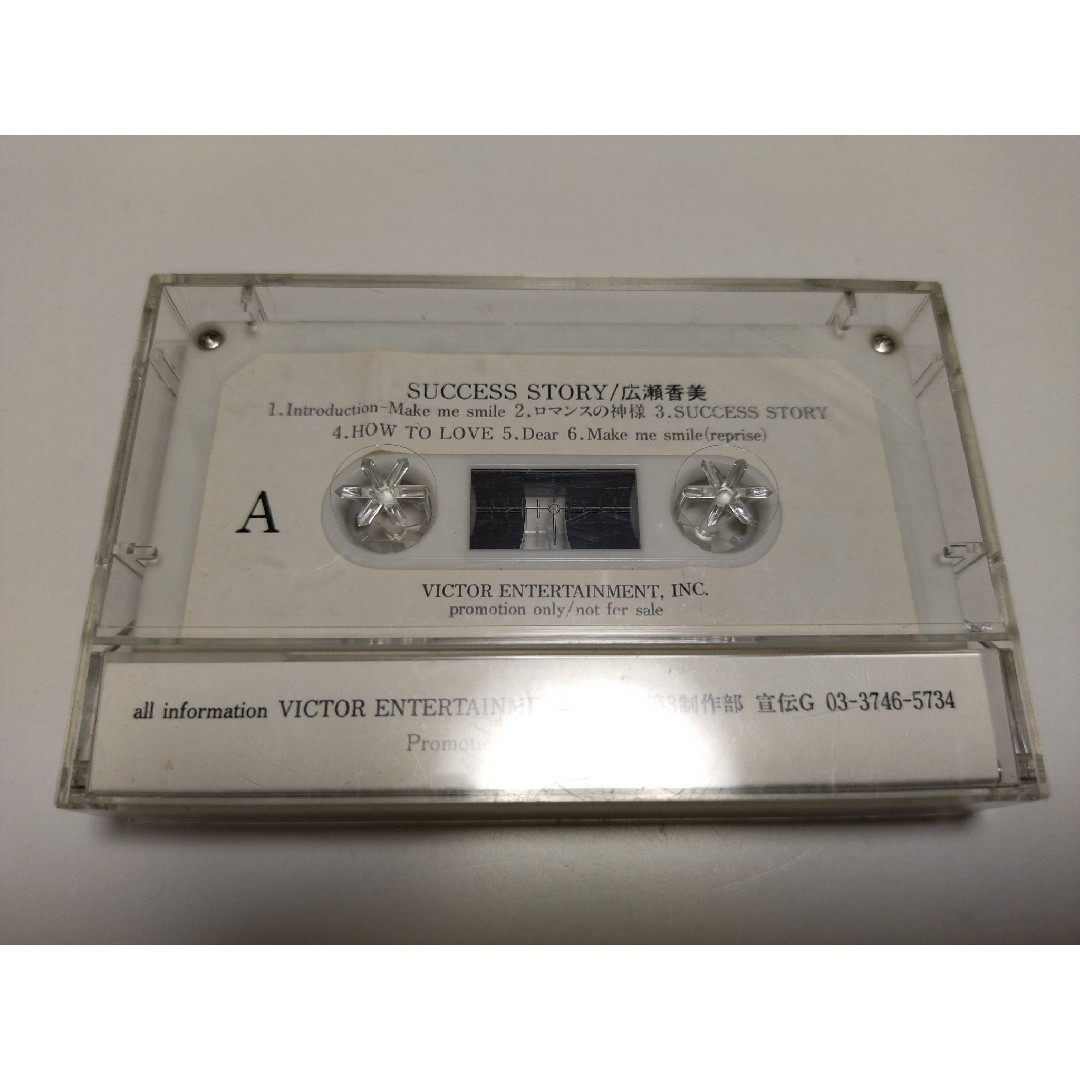 SUCCESS STORY/広瀬香美
1.Introduction-Make me smile 2.ロマンスの神様 3.SUCCESS STORY
4.HOW TO LOVE 5.Dear 6.Make me smile(reprise)
A
VICTOR ENTERTAINMENT, INC.
promotion only/not for sale
all information VICTOR 制作部 宣伝G 03-3746-5734